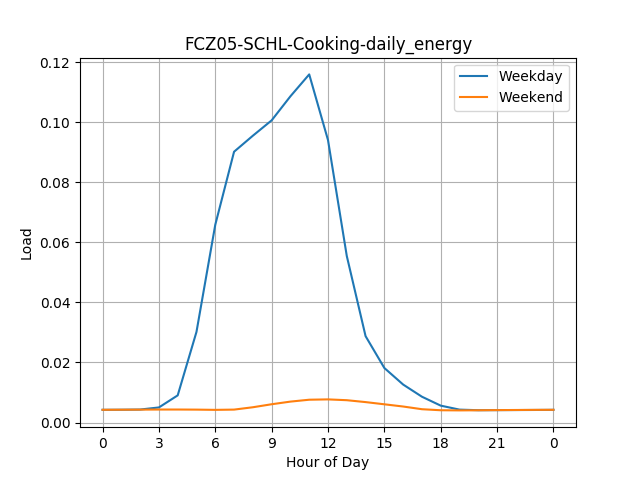 FCZ05-SCHL-Cooking-daily_energy
Weekday
Weekend
0.12
0.10
0.08
0.06
0.04
0.02
0.00
Load
0 3 6 9 12 15 18 21 0
Hour of Day